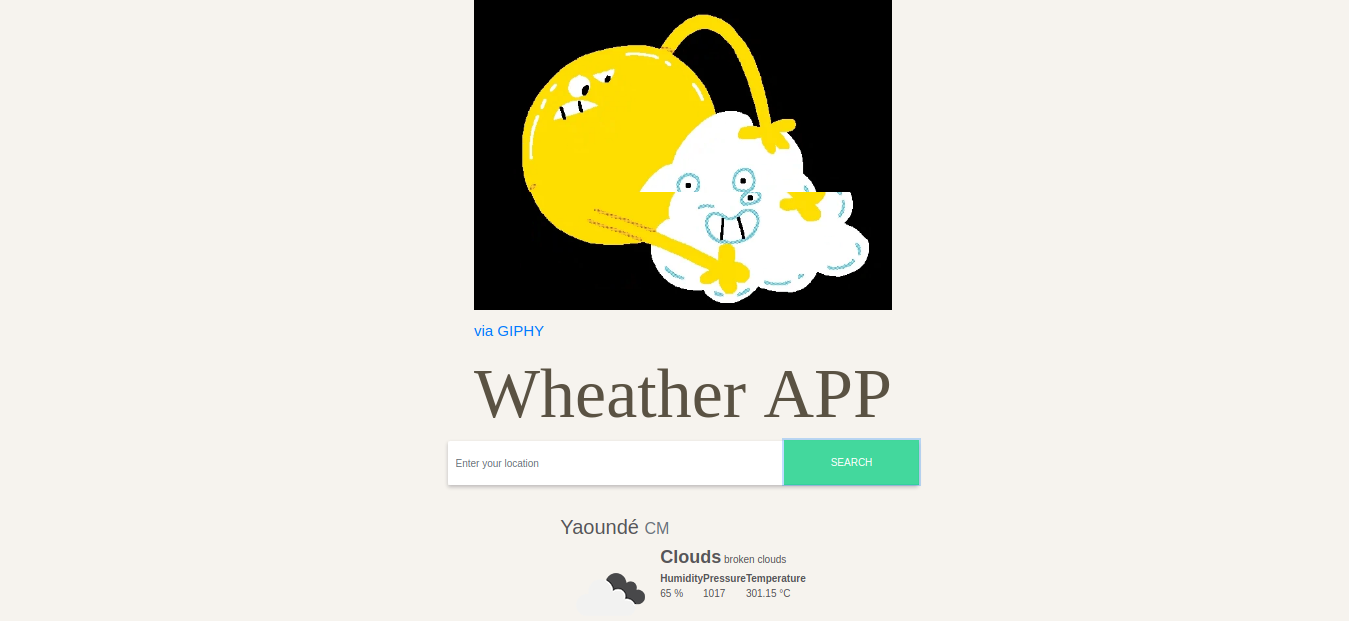 via GIPHY
Wheather APP
Enter your location SEARCH
Yaoundé CM
Clouds broken clouds
Humidity Pressure Temperature
65 % 1017 301.15 °C